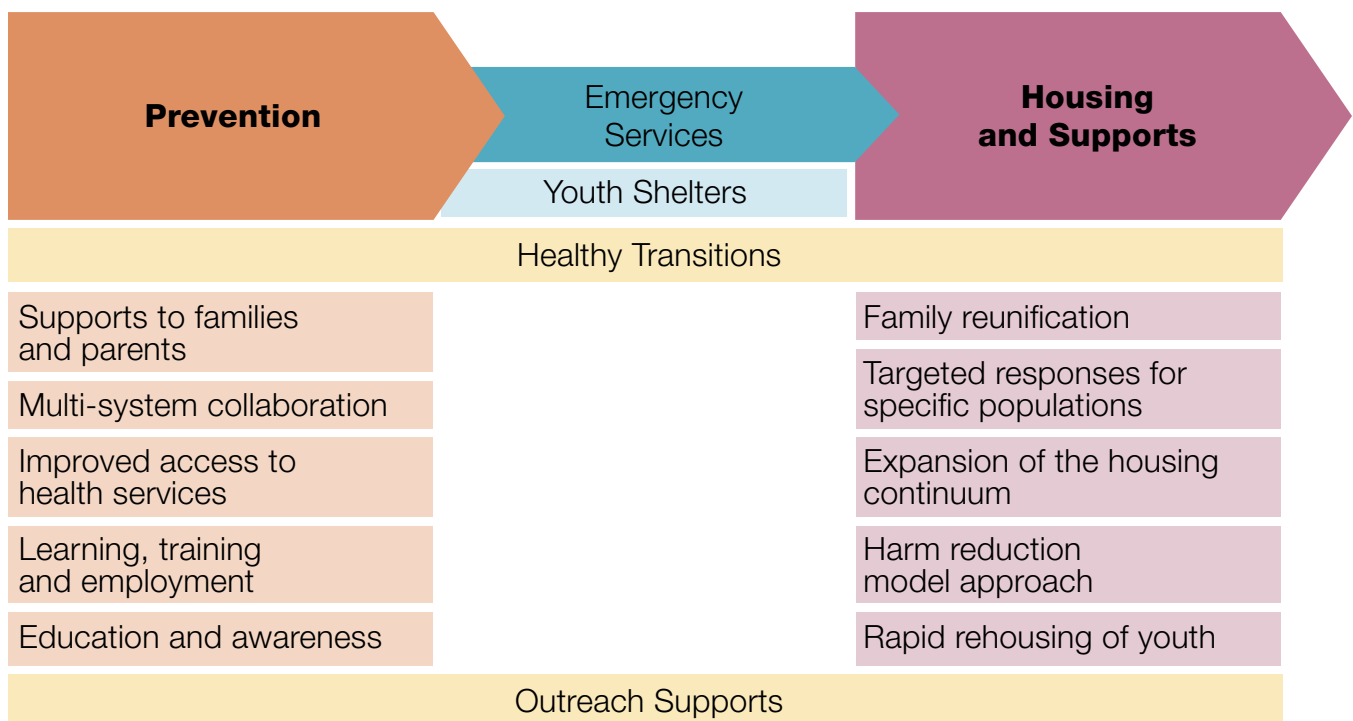 Prevention
Emergency
Services
Youth Shelters
Housing
and Supports
Healthy Transitions
Supports to families
and parents
Multi-system collaboration
Improved access to
health services
Learning, training
and employment
Education and awareness
Family reunification
Targeted responses for
specific populations
Expansion of the housing
continuum
Harm reduction
model approach
Rapid rehousing of youth
Outreach Supports